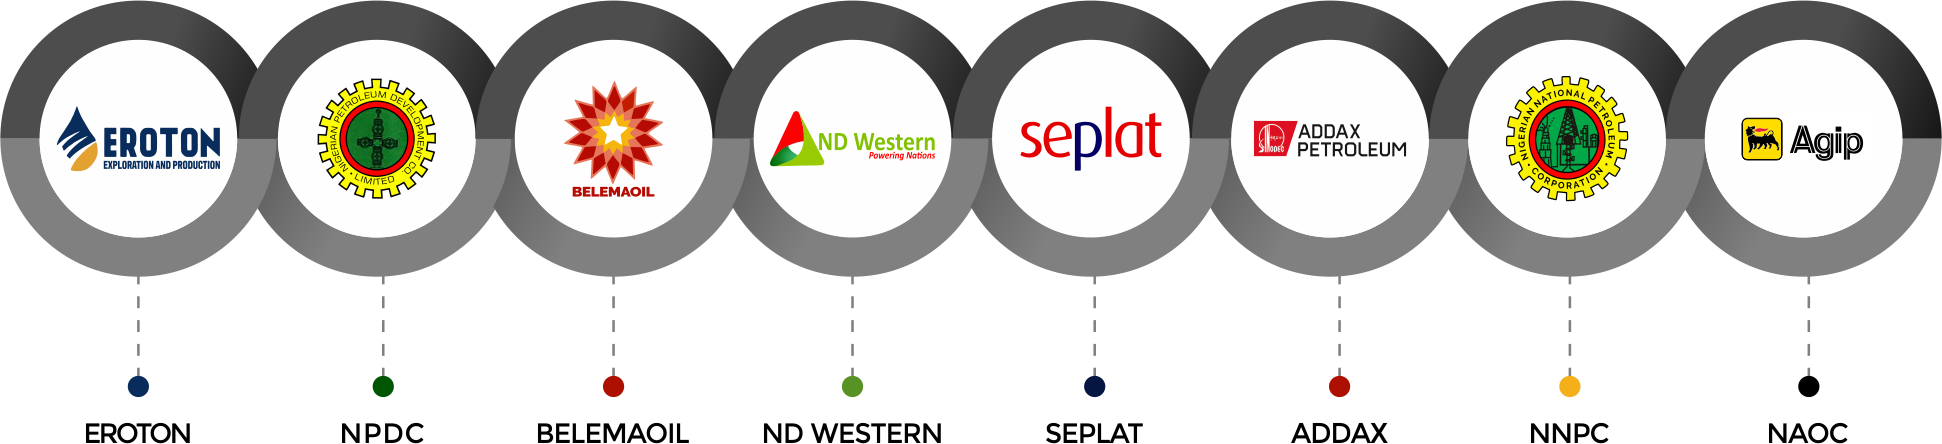 EROTON
EXPLORATION AND PRODUCTION
NIGERIAN PETROLEUM DEVELOPMENT CO.
• LIMITED •
BELEMAOIL
ND Western
Powering Nations
seplat
SINOPEC
ADDAX
PETROLEUM
NIGERIAN NATIONAL PETROLEUM
• CORPORATION •
Agip
EROTON
NPDC
BELEMAOIL
ND WESTERN
SEPLAT
ADDAX
NNPC
NAOC